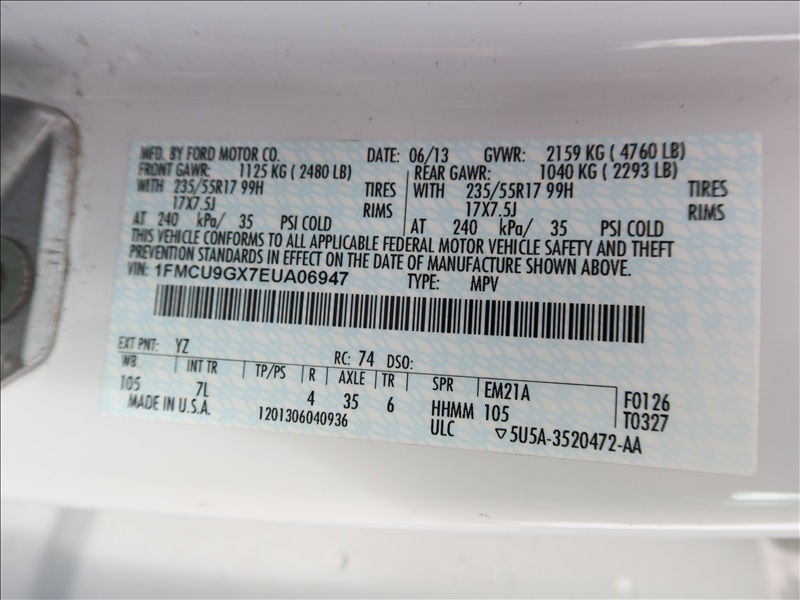 MFD. BY FORD MOTOR CO. DATE: 06/13 GVWR: 2159 KG ( 4760 LB)
FRONT GAWR: 1125 KG ( 2480 LB) REAR GAWR: 1040 KG ( 2293 LB)
WITH 235/55R17 99H TIRES WITH 235/55R17 99H TIRES
17X7.5J RIMS 17X7.5J RIMS
AT 240 kPa/ 35 PSI COLD AT 240 kPa/ 35 PSI COLD
THIS VEHICLE CONFORMS TO ALL APPLICABLE FEDERAL MOTOR VEHICLE SAFETY AND THEFT
PREVENTION STANDARDS IN EFFECT ON THE DATE OF MANUFACTURE SHOWN ABOVE.
VIN: 1FMCU9GX7EUA06947 TYPE: MPV
EXT PNT: YZ RC: 74 DSO:
WB INT TR TP/PS R AXLE TR SPR EM21A F0126
105 7L 4 35 6 HHMM 105 T0327
MADE IN U.S.A. 1201306040936 ULC ▽5U5A-3520472-AA